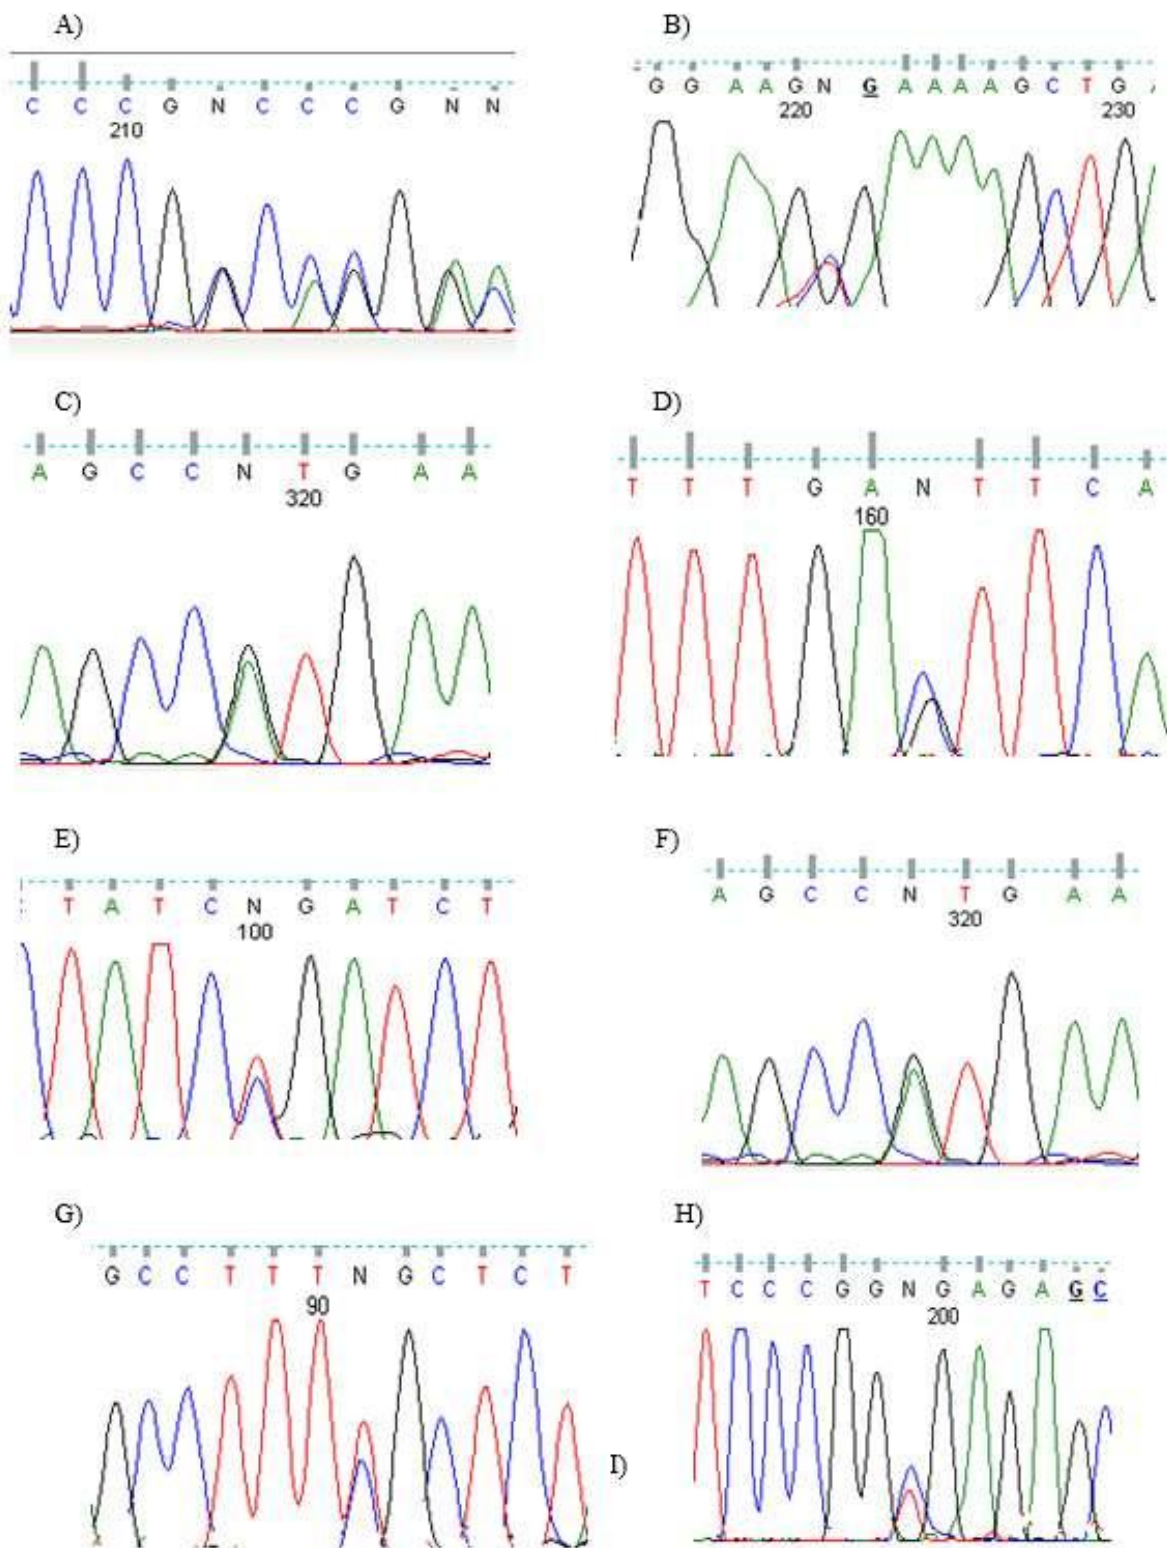 A)
C C C G N C C C G N N
210
B)
G G A A G N G A A A A G C T G
220 230
C)
A G C C N T G A A
320
D)
T T T G A N T T C A
160
E)
T A T C N G A T C T
100
F)
A G C C N T G A A
320
G)
G C C T T T N G C T C T
90
H)
T C C C G G N G A G A G C
200
I)